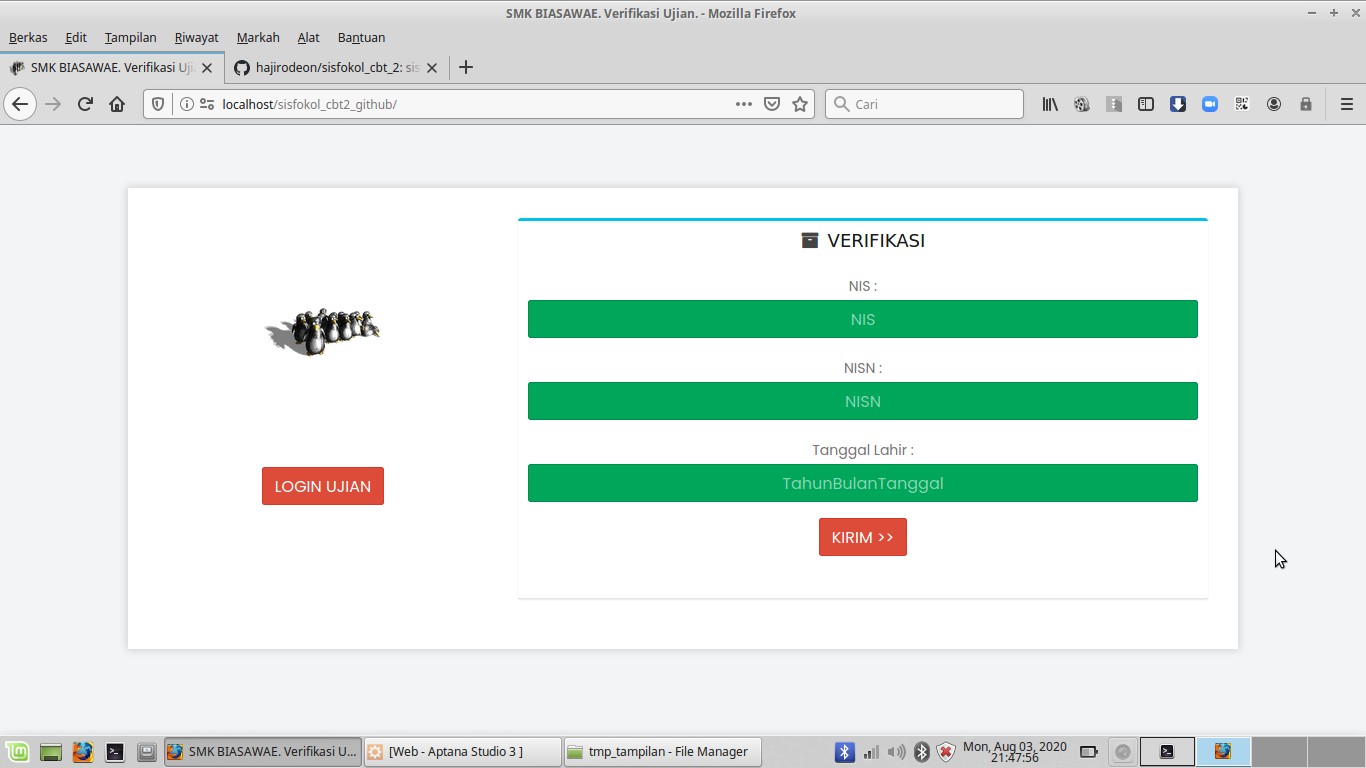 SMK BIASAWAE. Verifikasi Ujian. - Mozilla Firefox
Berkas Edit Tampilan Riwayat Markah Alat Bantuan
SMK BIASAWAE. Verifikasi Uji
hajirodeon/sisfokol_cbt_2: sis
localhost/sisfokol_cbt2_github/
Cari
VERIFIKASI
NIS :
NIS
NISN :
NISN
Tanggal Lahir :
TahunBulanTanggal
KIRIM >>
LOGIN UJIAN
SMK BIASAWAE. Verifikasi U...
[Web - Aptana Studio 3 ]
tmp_tampilan - File Manager
Mon, Aug 03, 2020
21:47:56